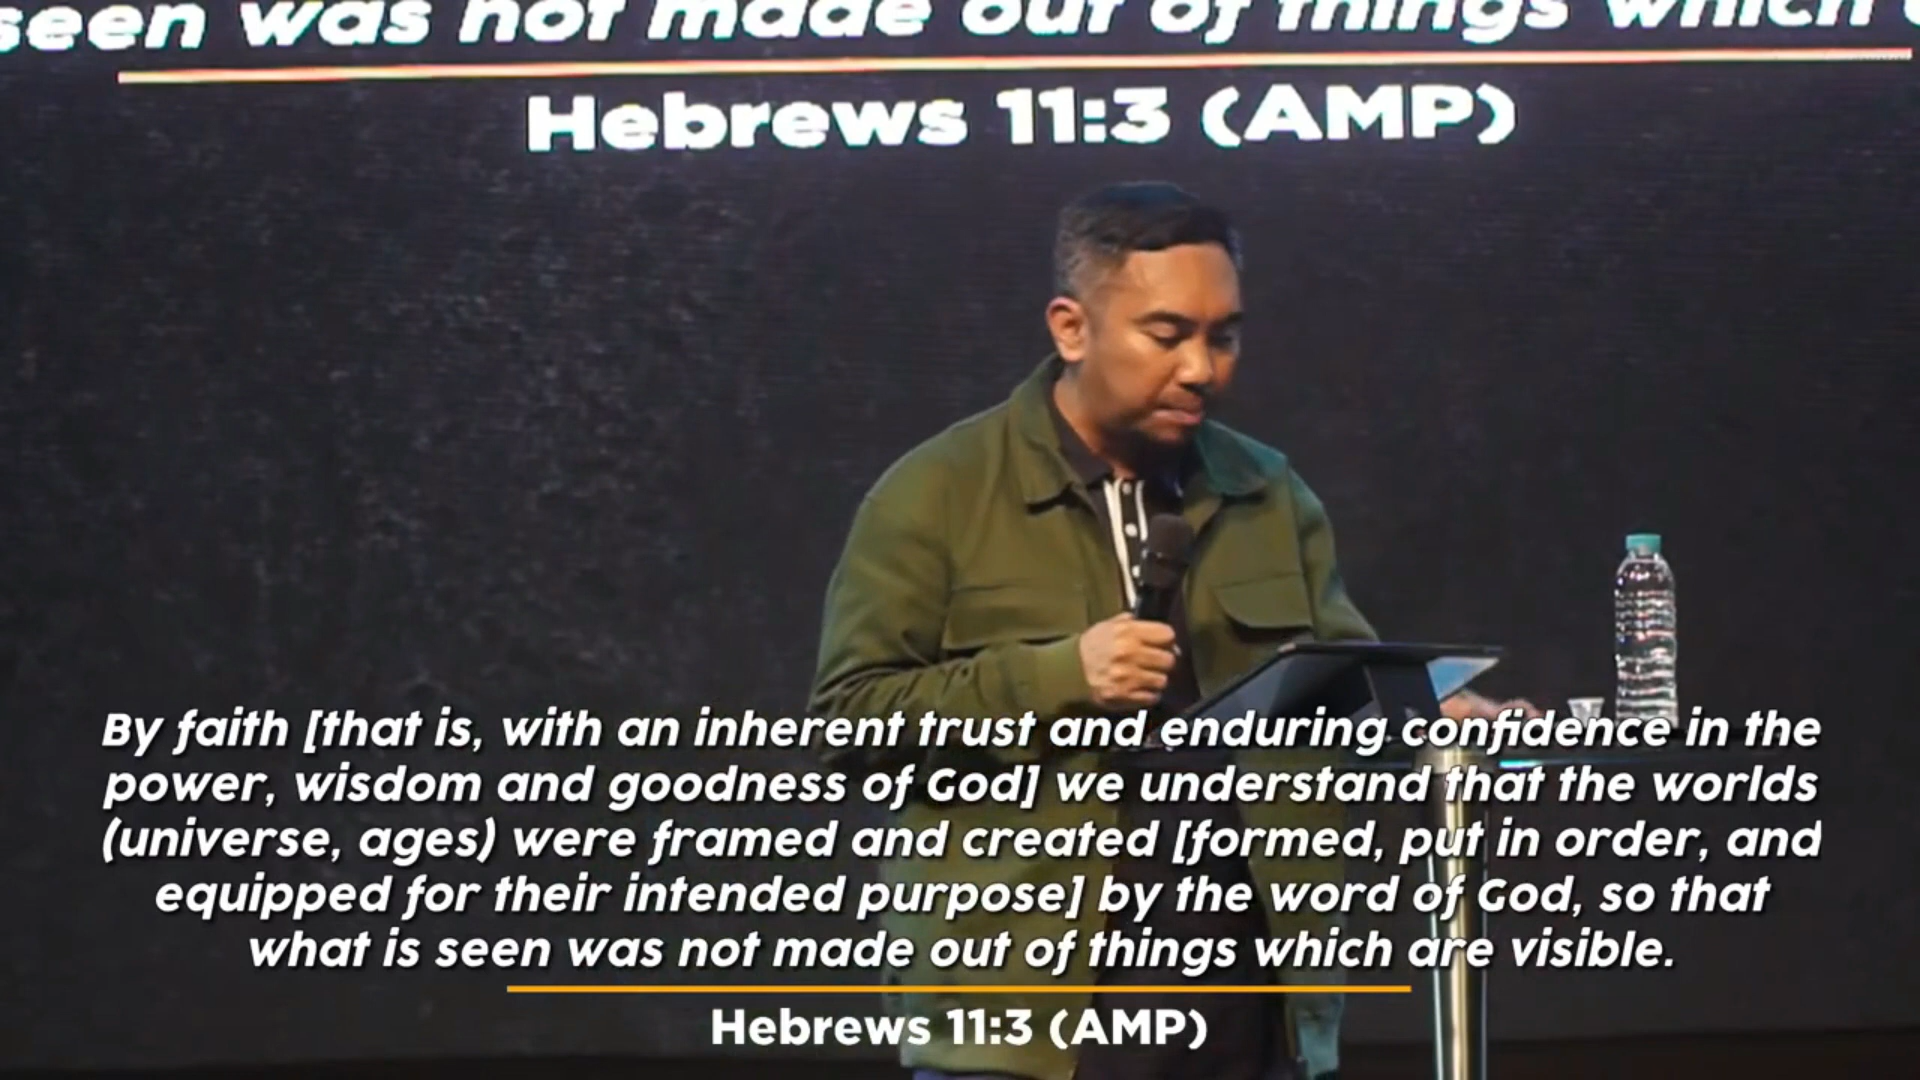 seen was not made out of things which
Hebrews 11:3 (AMP)
By faith [that is, with an inherent trust and enduring confidence in the
power, wisdom and goodness of God] we understand that the worlds
(universe, ages) were framed and created [formed, put in order, and
equipped for their intended purpose] by the word of God, so that
what is seen was not made out of things which are visible.
Hebrews 11:3 (AMP)